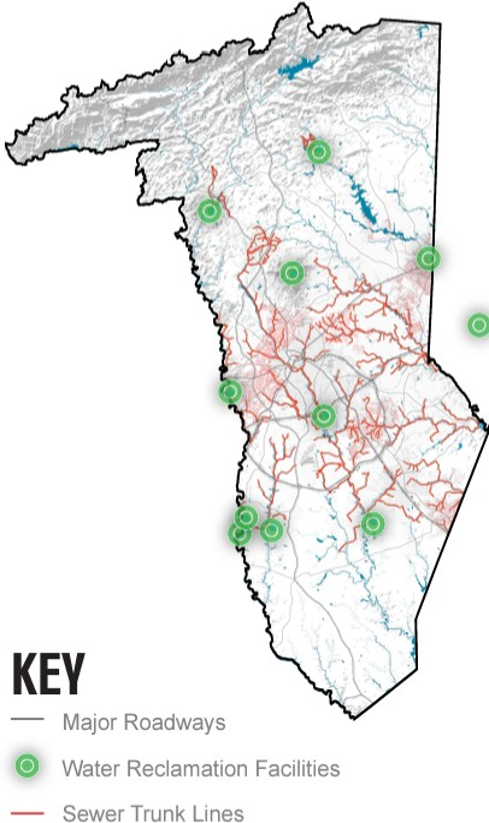 KEY
Major Roadways
Water Reclamation Facilities
Sewer Trunk Lines